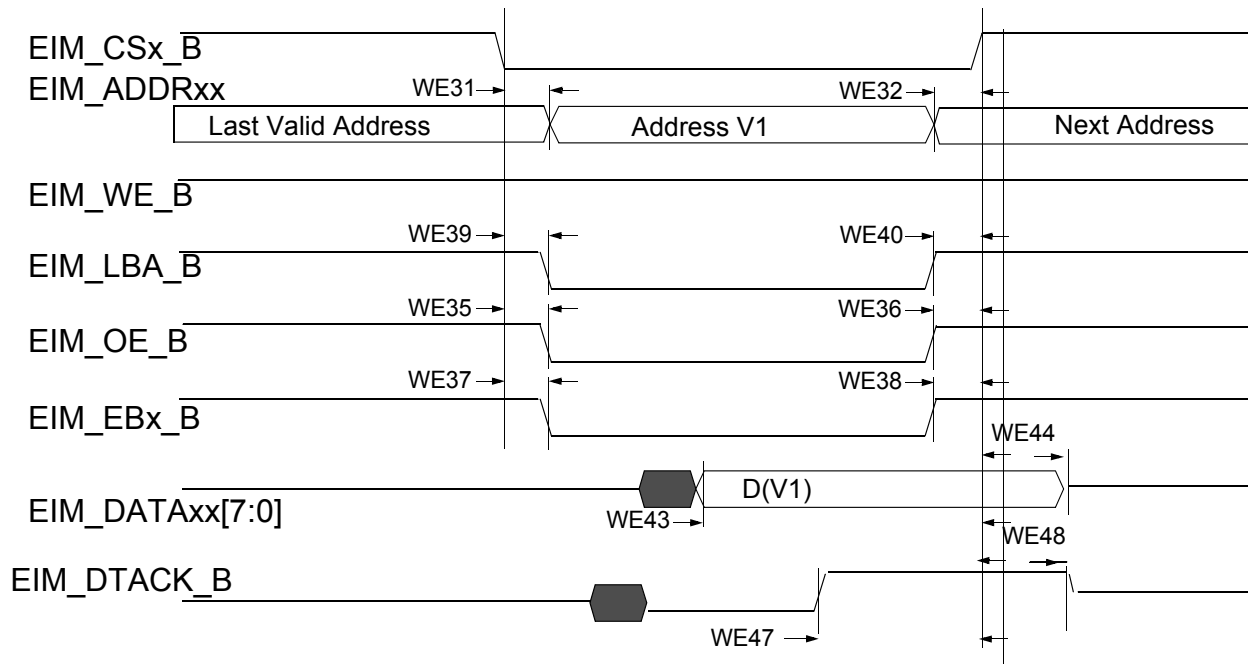 EIM_CSx_B
EIM_ADDRxx
WE31
WE32
Last Valid Address
Address V1
Next Address
EIM_WE_B
WE39
WE40
EIM_LBA_B
WE35
WE36
EIM_OE_B
WE37
WE38
EIM_EBx_B
WE44
D(V1)
EIM_DATAxx[7:0]
WE43
WE48
EIM_DTACK_B
WE47